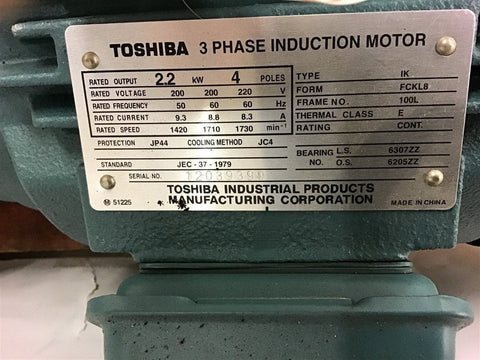 TOSHIBA 3 PHASE INDUCTION MOTOR
RATED OUTPUT 2.2 kW 4 POLES
RATED VOLTAGE 200 200 220 V
RATED FREQUENCY 50 60 60 Hz
RATED CURRENT 9.3 8.8 8.3 A
RATED SPEED 1420 1710 1730 min⁻¹
PROTECTION JP44 COOLING METHOD JC4
STANDARD JEC-37-1979
SERIAL NO.
TYPE IK
FORM FCKL8
FRAME NO. 100L
THERMAL CLASS E
RATING CONT.
BEARING L.S. 6307ZZ
NO. O.S. 6205ZZ
TOSHIBA INDUSTRIAL PRODUCTS
MANUFACTURING CORPORATION
Ⓜ 51225
MADE IN CHINA